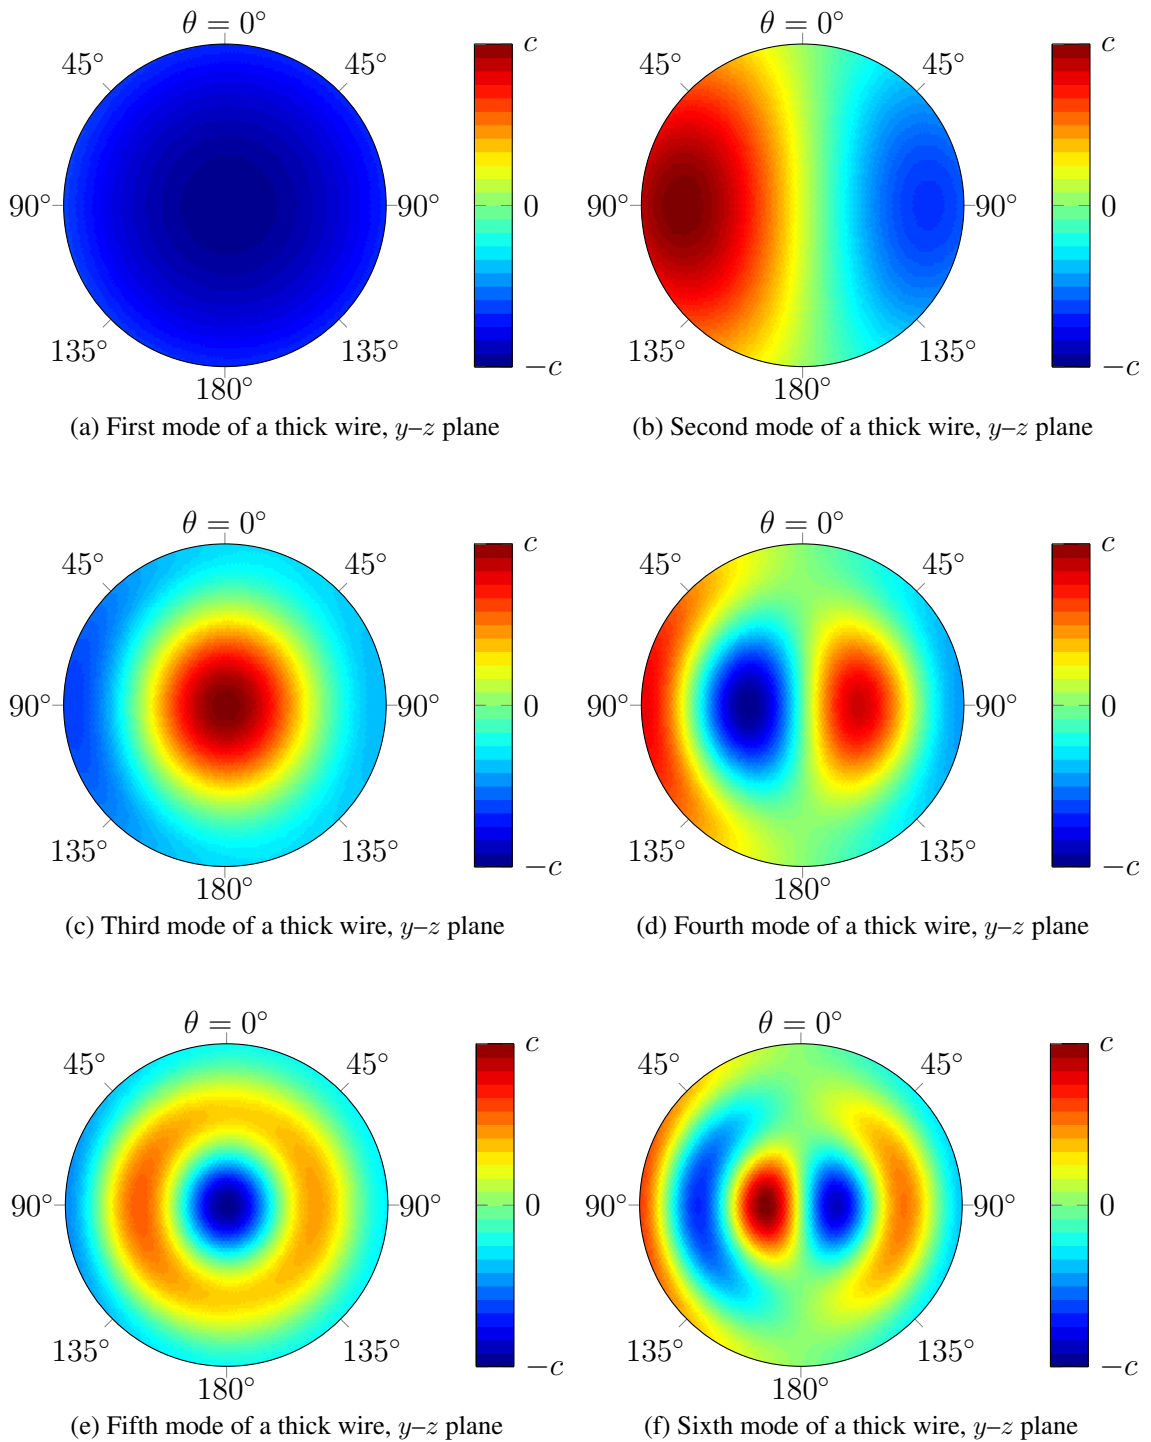 θ = 0° θ = 0°
c c
45° 45° 45° 45°
90° 90° 0 90° 90° 0
135° 135° 135° 135°
−c −c
180° 180°
(a) First mode of a thick wire, y–z plane (b) Second mode of a thick wire, y–z plane
θ = 0° θ = 0°
c c
45° 45° 45° 45°
90° 90° 0 90° 90° 0
135° 135° 135° 135°
−c −c
180° 180°
(c) Third mode of a thick wire, y–z plane (d) Fourth mode of a thick wire, y–z plane
θ = 0° θ = 0°
c c
45° 45° 45° 45°
90° 90° 0 90° 90° 0
135° 135° 135° 135°
−c −c
180° 180°
(e) Fifth mode of a thick wire, y–z plane (f) Sixth mode of a thick wire, y–z plane